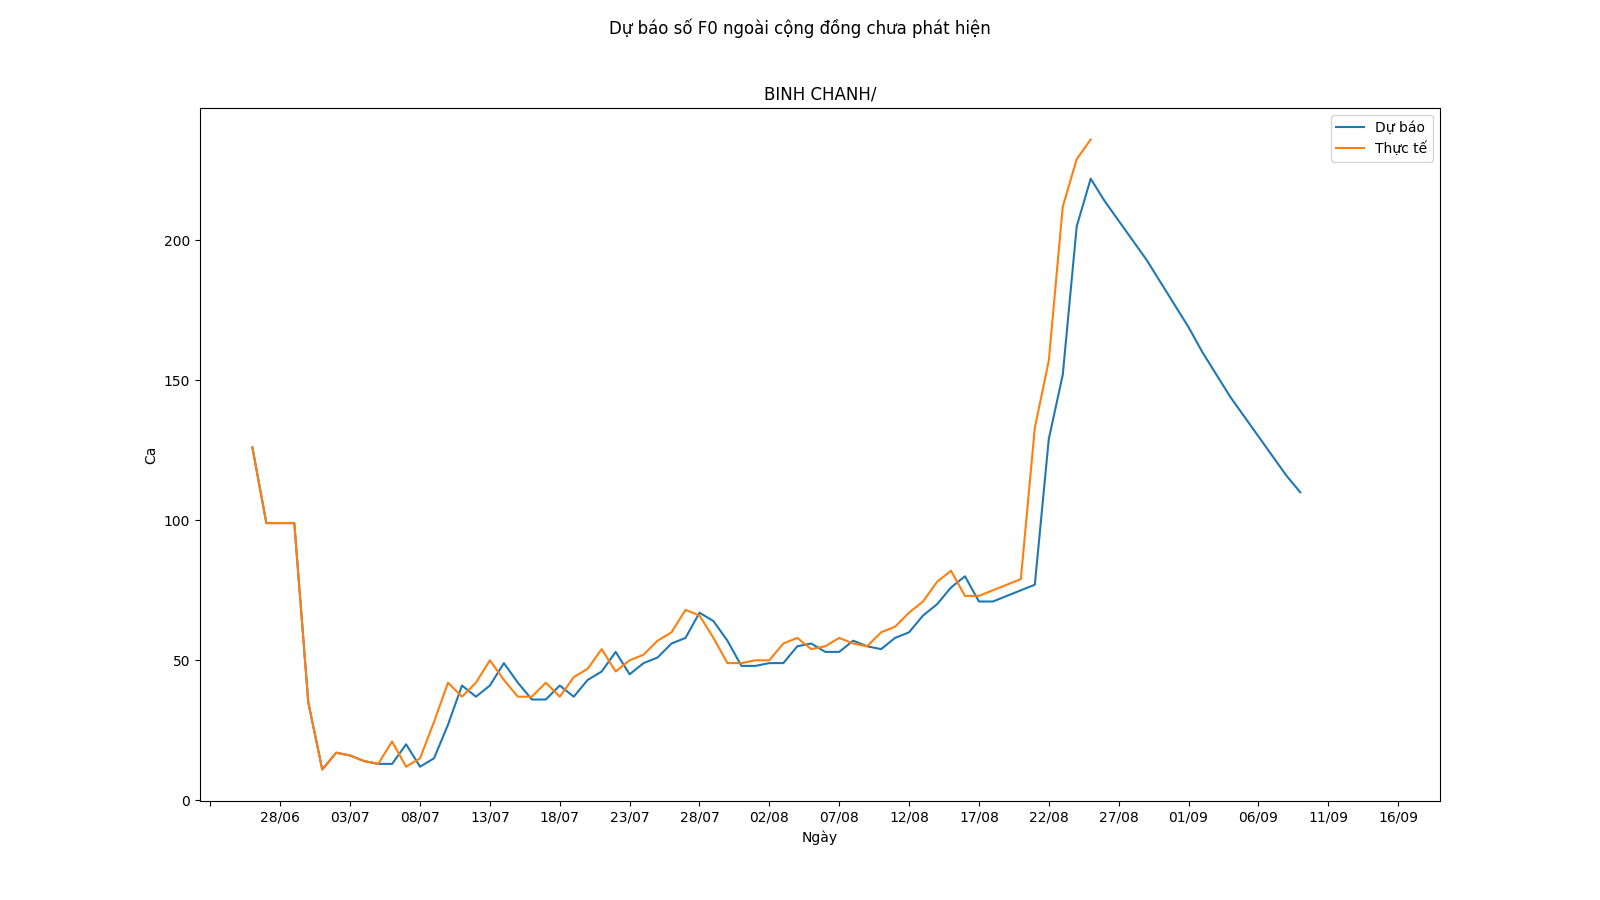 Dự báo số F0 ngoài cộng đồng chưa phát hiện
BINH CHANH/
Dự báo
Thực tế
200
150
100
50
0
Ca
28/06 03/07 08/07 13/07 18/07 23/07 28/07 02/08 07/08 12/08 17/08 22/08 27/08 01/09 06/09 11/09 16/09
Ngày